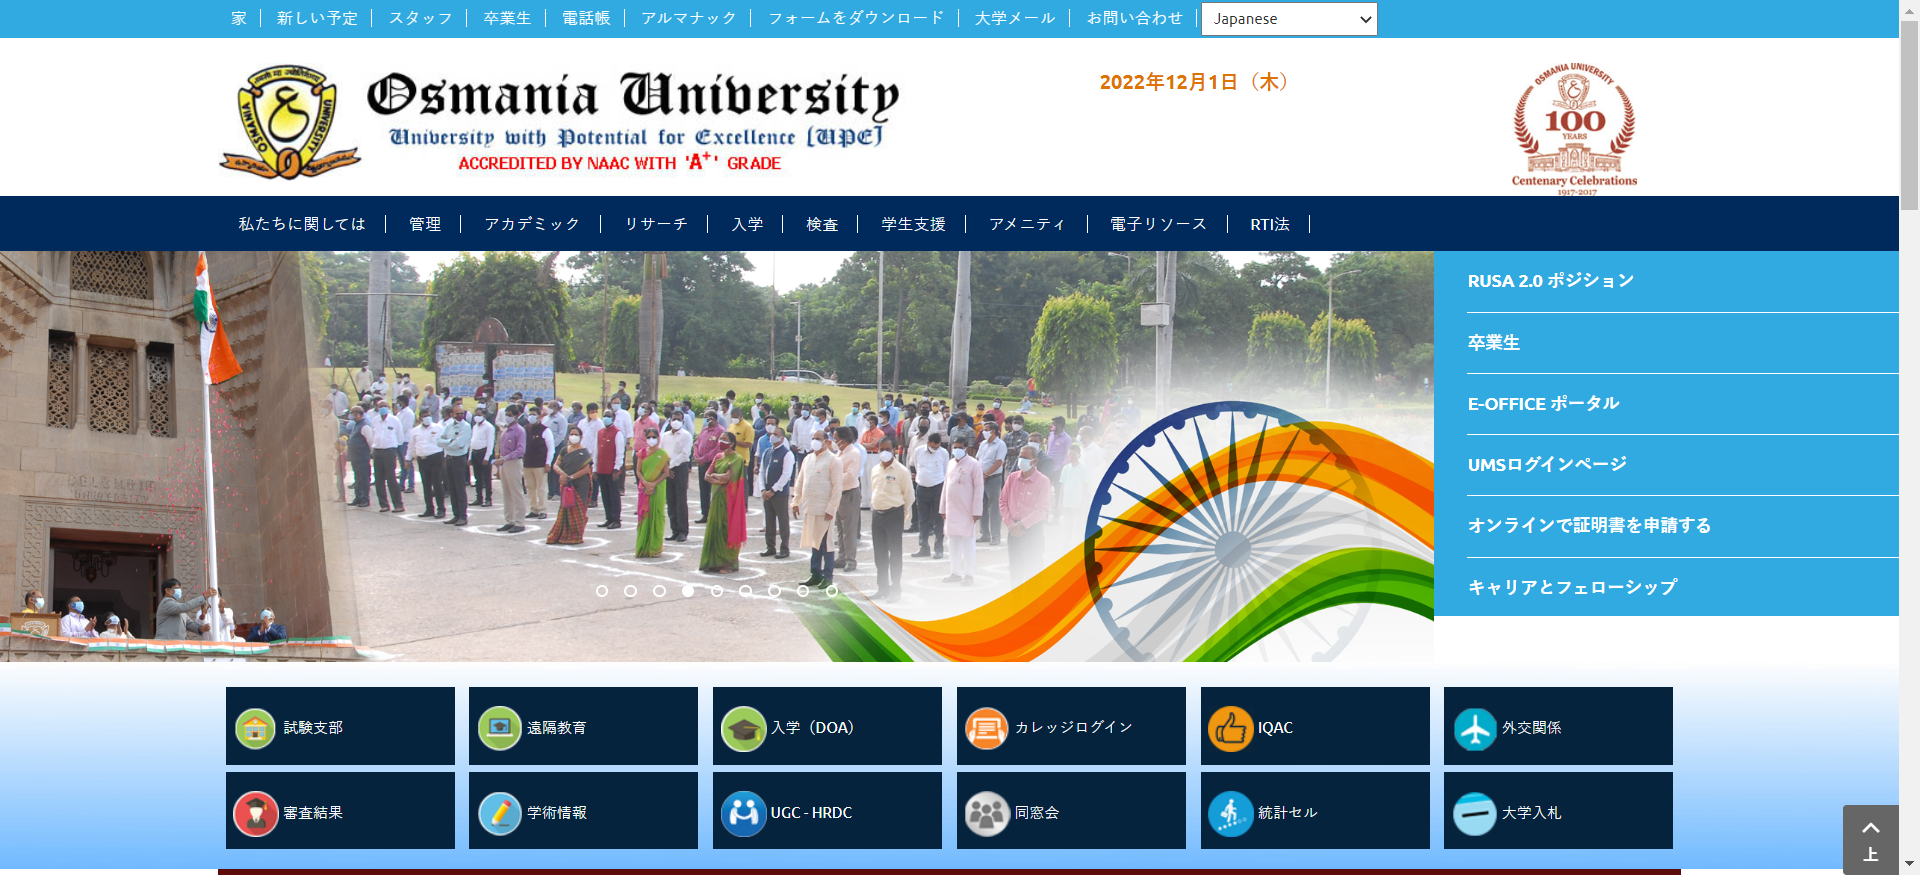 家 新しい予定 スタッフ 卒業生 電話帳 アルマナック フォームをダウンロード 大学メール お問い合わせ Japanese
Osmania University
University with Potential for Excellence [UPE]
ACCREDITED BY NAAC WITH 'A+' GRADE
2022年12月1日（木）
OSMANIA UNIVERSITY
100
YEARS
Centenary Celebrations
1917-2017
私たちに関しては 管理 アカデミック リサーチ 入学 検査 学生支援 アメニティ 電子リソース RTI法
RUSA 2.0 ポジション
卒業生
E-OFFICE ポータル
UMSログインページ
オンラインで証明書を申請する
キャリアとフェローシップ
試験支部 遠隔教育 入学（DOA） カレッジログイン IQAC 外交関係
審査結果 学術情報 UGC - HRDC 同窓会 統計セル 大学入札
上